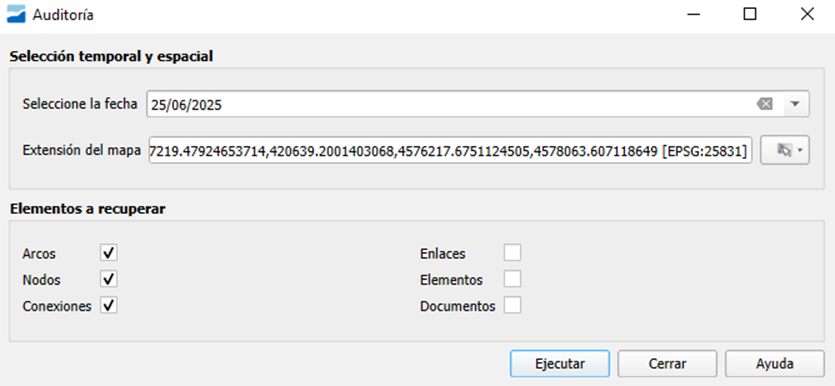 Auditoría
Selección temporal y espacial
Seleccione la fecha 25/06/2025
Extensión del mapa 7219.47924653714,420639.2001403068,4576217.6751124505,4578063.607118649 [EPSG:25831]
Elementos a recuperar
Arcos Enlaces
Nodos Elementos
Conexiones Documentos
Ejecutar Cerrar Ayuda